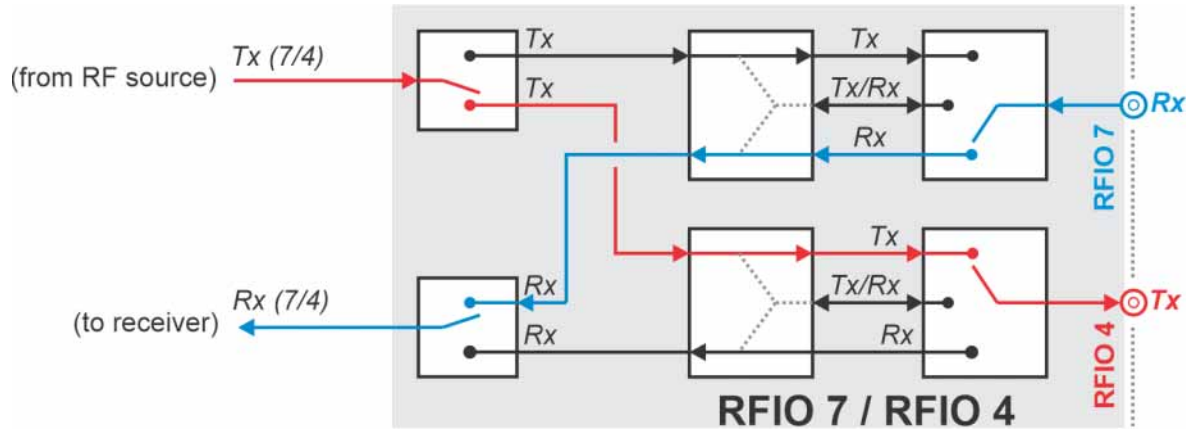 Tx (7/4)
(from RF source)
Tx
Tx
Tx
Tx/Rx
Rx
Rx
RFIO 7
Rx (7/4)
(to receiver)
Rx
Rx
Tx
Tx/Rx
Rx
Tx
RFIO 4
RFIO 7 / RFIO 4